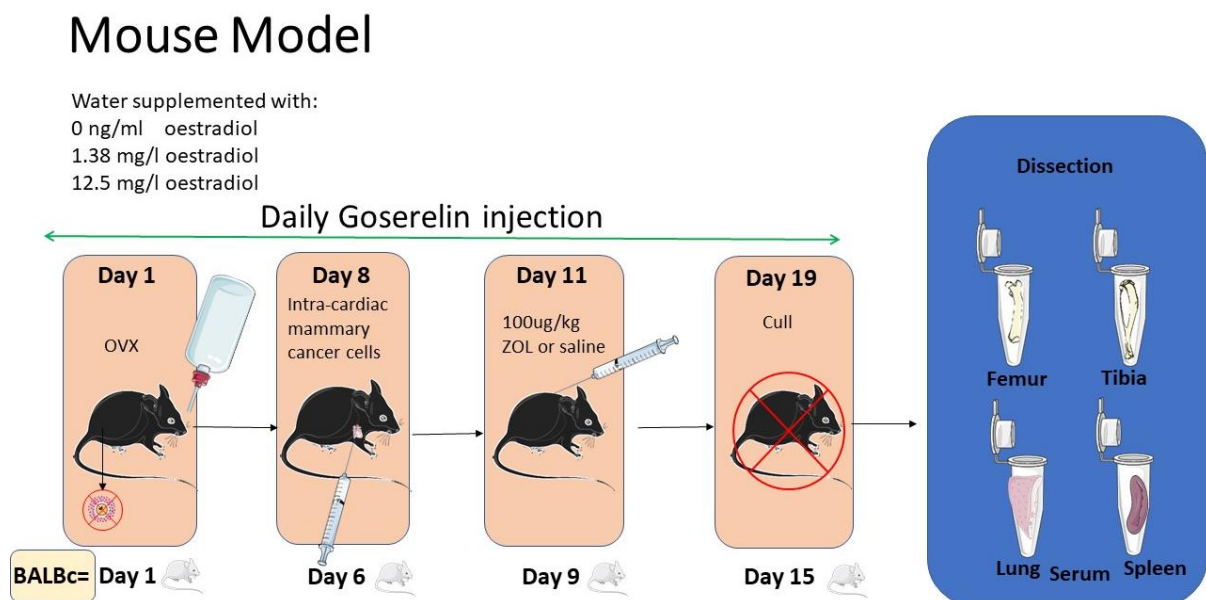 Mouse Model
Water supplemented with:
0 ng/ml oestradiol
1.38 mg/l oestradiol
12.5 mg/l oestradiol
Daily Goserelin injection
Day 1
OVX
Day 8
Intra-cardiac
mammary
cancer cells
Day 11
100ug/kg
ZOL or saline
Day 19
Cull
Dissection
Femur
Tibia
Lung
Serum
Spleen
BALBc=
Day 1
Day 6
Day 9
Day 15